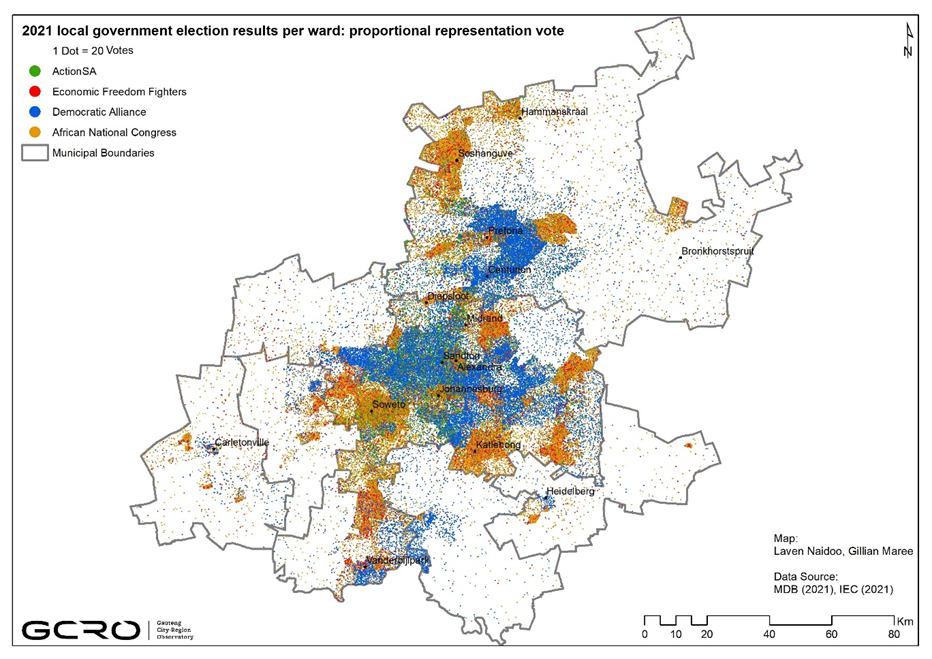 2021 local government election results per ward: proportional representation vote
1 Dot = 20 Votes
ActionSA
Economic Freedom Fighters
Democratic Alliance
African National Congress
Municipal Boundaries
N
Hammanskraal
Soshanguve
Pretoria
Bronkhorstspruit
Centurion
Diepsloot
Midrand
Sandton
Alexandra
Johannesburg
Soweto
Carletonville
Katlehong
Heidelberg
Vanderbijlpark
Map:
Laven Naidoo, Gillian Maree
Data Source:
MDB (2021), IEC (2021)
GCRO
Gauteng
City-Region
Observatory
Km
0 10 20 40 60 80